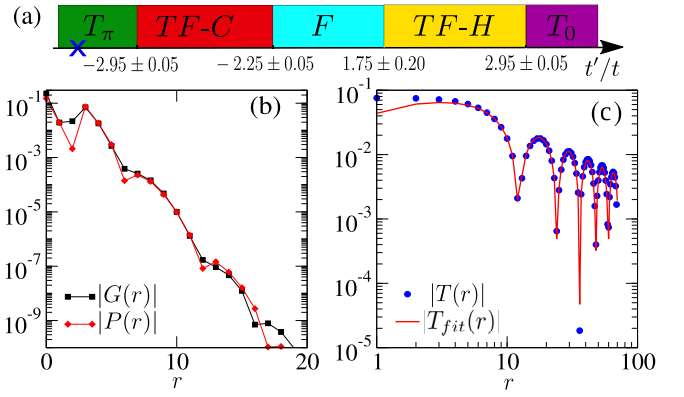 (a) T_π TF-C F TF-H T_0
−2.95 ± 0.05 −2.25 ± 0.05 1.75 ± 0.20 2.95 ± 0.05 t′/t
(b)
10^-1
10^-3
10^-5
10^-7
10^-9
|G(r)|
|P(r)|
0 10 20
r
(c)
10^-1
10^-2
10^-3
10^-4
10^-5
|T(r)|
|T_fit(r)|
1 10 100
r